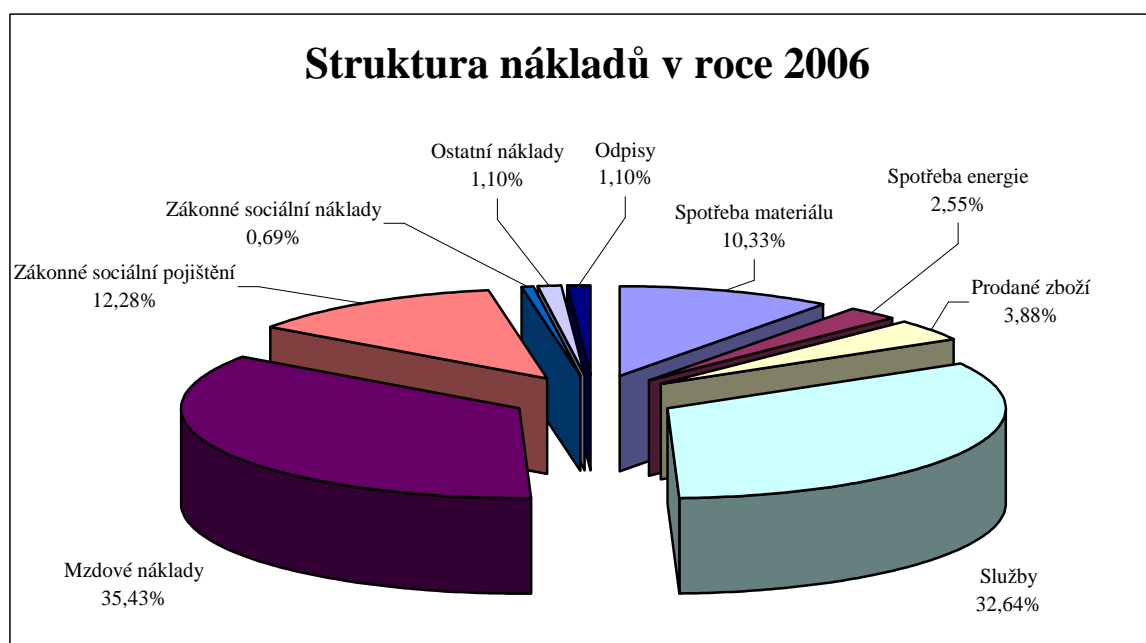 Struktura nákladů v roce 2006
Ostatní náklady
1,10%
Odpisy
1,10%
Spotřeba energie
2,55%
Zákonné sociální náklady
0,69%
Spotřeba materiálu
10,33%
Zákonné sociální pojištění
12,28%
Prodané zboží
3,88%
Mzdové náklady
35,43%
Služby
32,64%